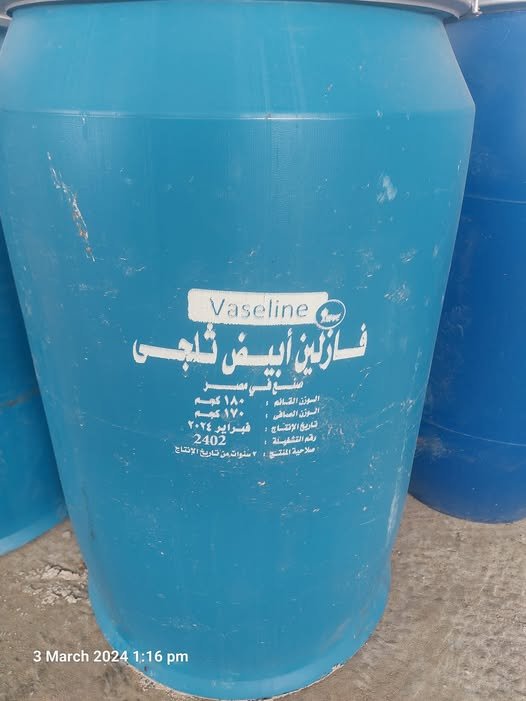 Vaseline
فازلين أبيض ثلجى
صنع في مصر
الوزن القائم : ١٨٠ كجم
الوزن الصافى : ١٧٠ كجم
تاريخ الإنتاج : فبراير ٢٠٢٤
رقم التشغيلة : 2402
صلاحية المنتج : ٣ سنوات من تاريخ الإنتاج
3 March 2024 1:16 pm